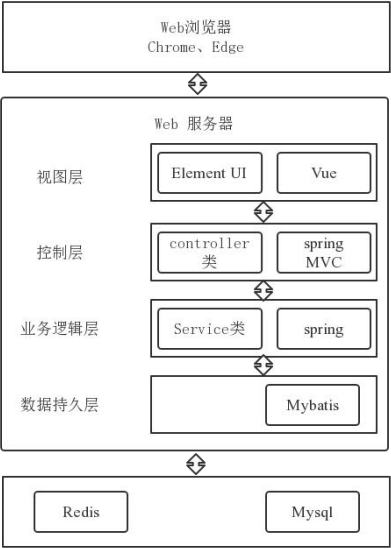 Web浏览器
Chrome、Edge
Web 服务器
视图层
Element UI
Vue
控制层
controller
类
spring
MVC
业务逻辑层
Service类
spring
数据持久层
Mybatis
Redis
Mysql